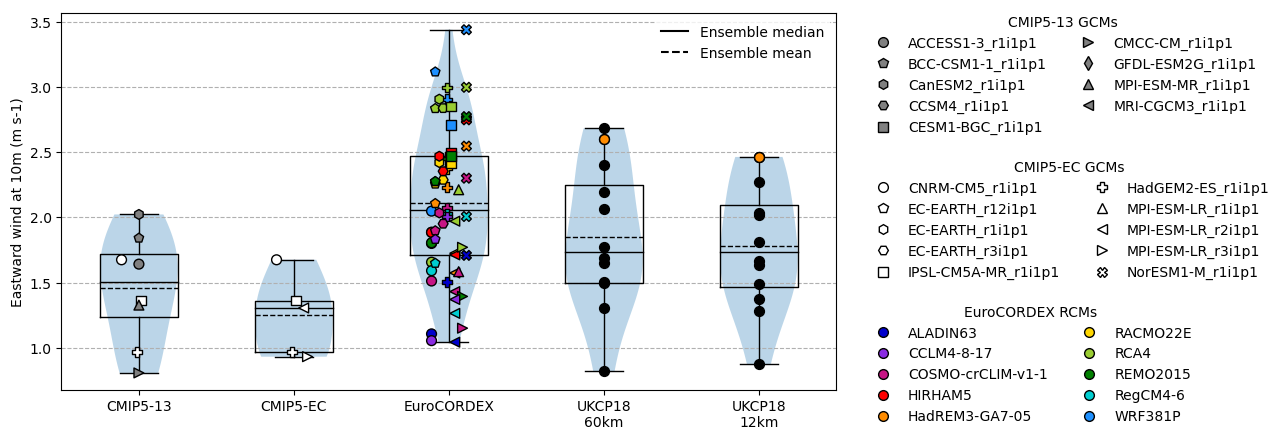 Eastward wind at 10m (m s-1)
3.5
3.0
2.5
2.0
1.5
1.0
Ensemble median
Ensemble mean
CMIP5-13
CMIP5-EC
EuroCORDEX
UKCP18
60km
UKCP18
12km
CMIP5-13 GCMs
ACCESS1-3_r1i1p1
BCC-CSM1-1_r1i1p1
CanESM2_r1i1p1
CCSM4_r1i1p1
CESM1-BGC_r1i1p1
CMCC-CM_r1i1p1
GFDL-ESM2G_r1i1p1
MPI-ESM-MR_r1i1p1
MRI-CGCM3_r1i1p1
CMIP5-EC GCMs
CNRM-CM5_r1i1p1
EC-EARTH_r12i1p1
EC-EARTH_r1i1p1
EC-EARTH_r3i1p1
IPSL-CM5A-MR_r1i1p1
HadGEM2-ES_r1i1p1
MPI-ESM-LR_r1i1p1
MPI-ESM-LR_r2i1p1
MPI-ESM-LR_r3i1p1
NorESM1-M_r1i1p1
EuroCORDEX RCMs
ALADIN63
CCLM4-8-17
COSMO-crCLIM-v1-1
HIRHAM5
HadREM3-GA7-05
RACMO22E
RCA4
REMO2015
RegCM4-6
WRF381P